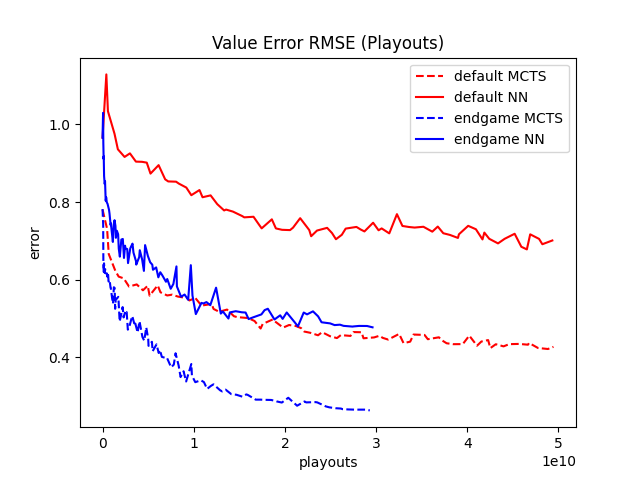 Value Error RMSE (Playouts)
default MCTS
default NN
endgame MCTS
endgame NN
error
1.0
0.8
0.6
0.4
0 1 2 3 4 5
1e10
playouts